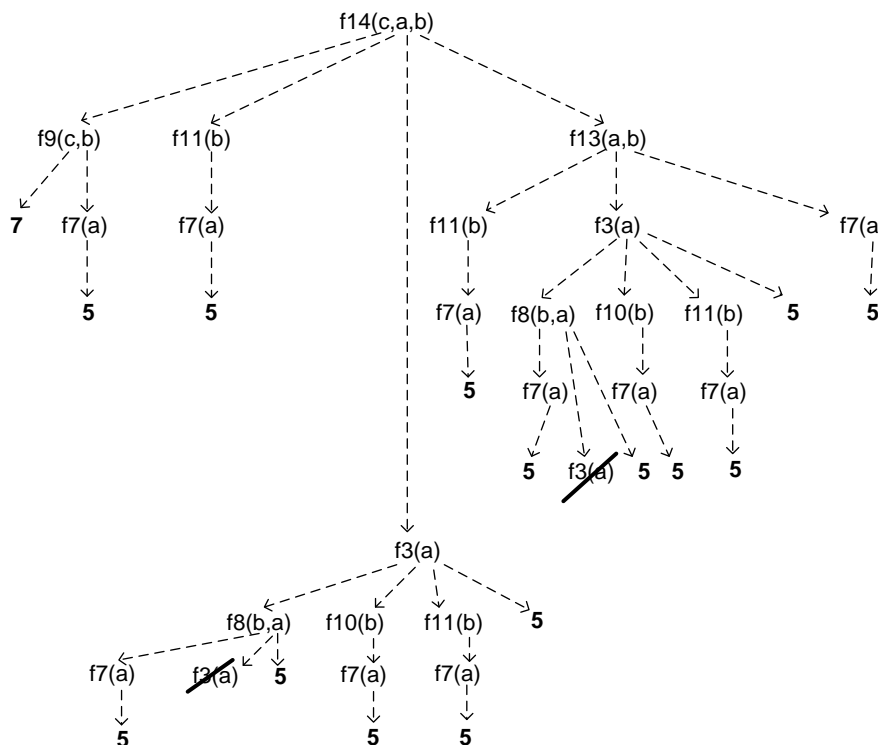 f14(c,a,b)
f9(c,b) f11(b) f13(a,b)
7 f7(a) f7(a) f11(b) f3(a) f7(a
5 5 f7(a) f8(b,a) f10(b) f11(b) 5 5
5 f7(a) f7(a) f7(a)
5 f3(a) 5 5 5
f3(a)
f8(b,a) f10(b) f11(b) 5
f7(a) f3(a) 5 f7(a) f7(a)
5 5 5